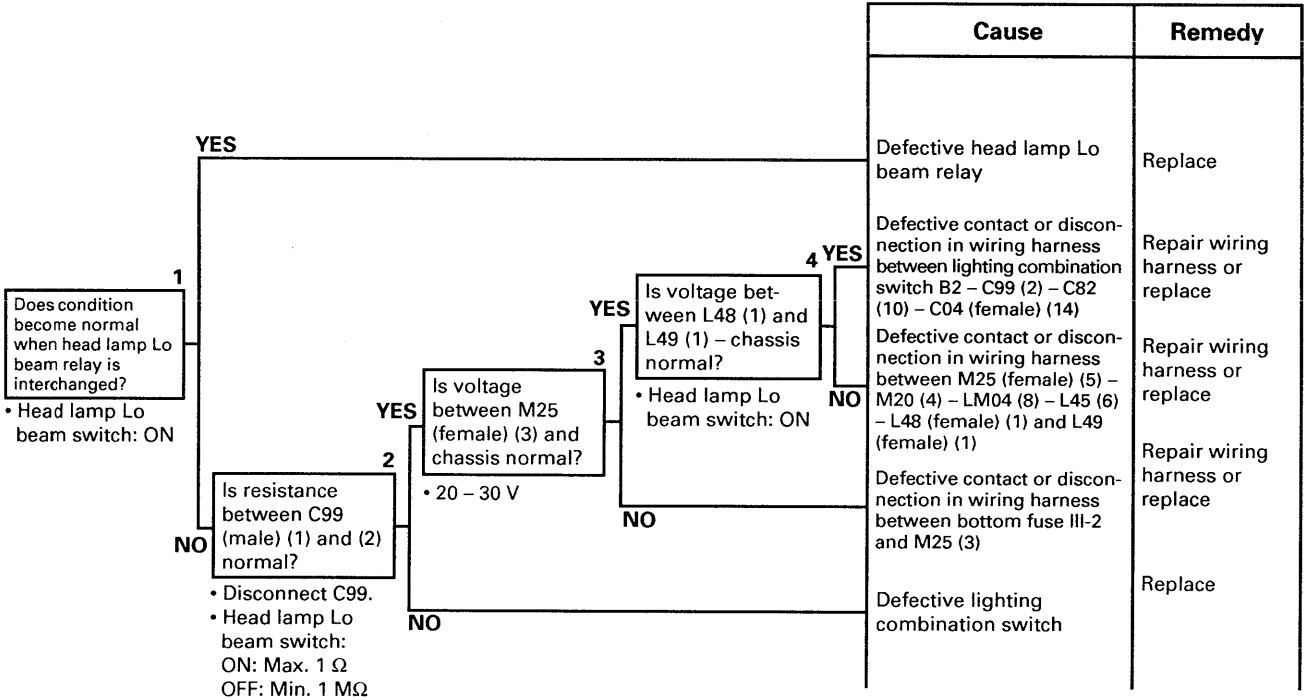 Cause
Remedy
YES
Defective head lamp Lo
beam relay
Replace
1
Does condition
become normal
when head lamp Lo
beam relay is
interchanged?
• Head lamp Lo
beam switch: ON
NO
2
Is resistance
between C99
(male) (1) and (2)
normal?
• Disconnect C99.
• Head lamp Lo
beam switch:
ON: Max. 1 Ω
OFF: Min. 1 MΩ
YES
3
Is voltage
between M25
(female) (3) and
chassis normal?
• 20 – 30 V
YES
4
Is voltage bet-
ween L48 (1) and
L49 (1) – chassis
normal?
• Head lamp Lo
beam switch: ON
YES
Defective contact or discon-
nection in wiring harness
between lighting combination
switch B2 – C99 (2) – C82
(10) – C04 (female) (14)
Repair wiring
harness or
replace
NO
Defective contact or discon-
nection in wiring harness
between M25 (female) (5) –
M20 (4) – LM04 (8) – L45 (6)
– L48 (female) (1) and L49
(female) (1)
Repair wiring
harness or
replace
NO
Defective contact or discon-
nection in wiring harness
between bottom fuse III-2
and M25 (3)
Repair wiring
harness or
replace
NO
Defective lighting
combination switch
Replace